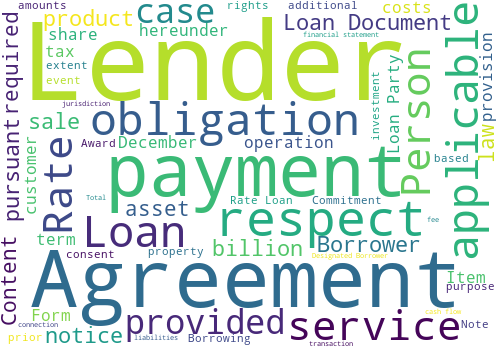 amounts
case
rights
additional
costs
product
Loan Document
share
hereunder
tax
extent
financial statement
event
Lender
required
pursuant
jurisdiction
obligation
investment
Loan Party
Person
applicable
provision
law
sale
customer
Award
December
operation
based
Rate
payment
Total
asset
Rate Loan
Commitment
fee
Loan
respect
Content
term
billion
Borrower
consent
property
Designated Borrower
Item
Agreement
purpose
Form
provided
service
cash flow
notice
Note
connection
prior
liabilities
Borrowing
transaction